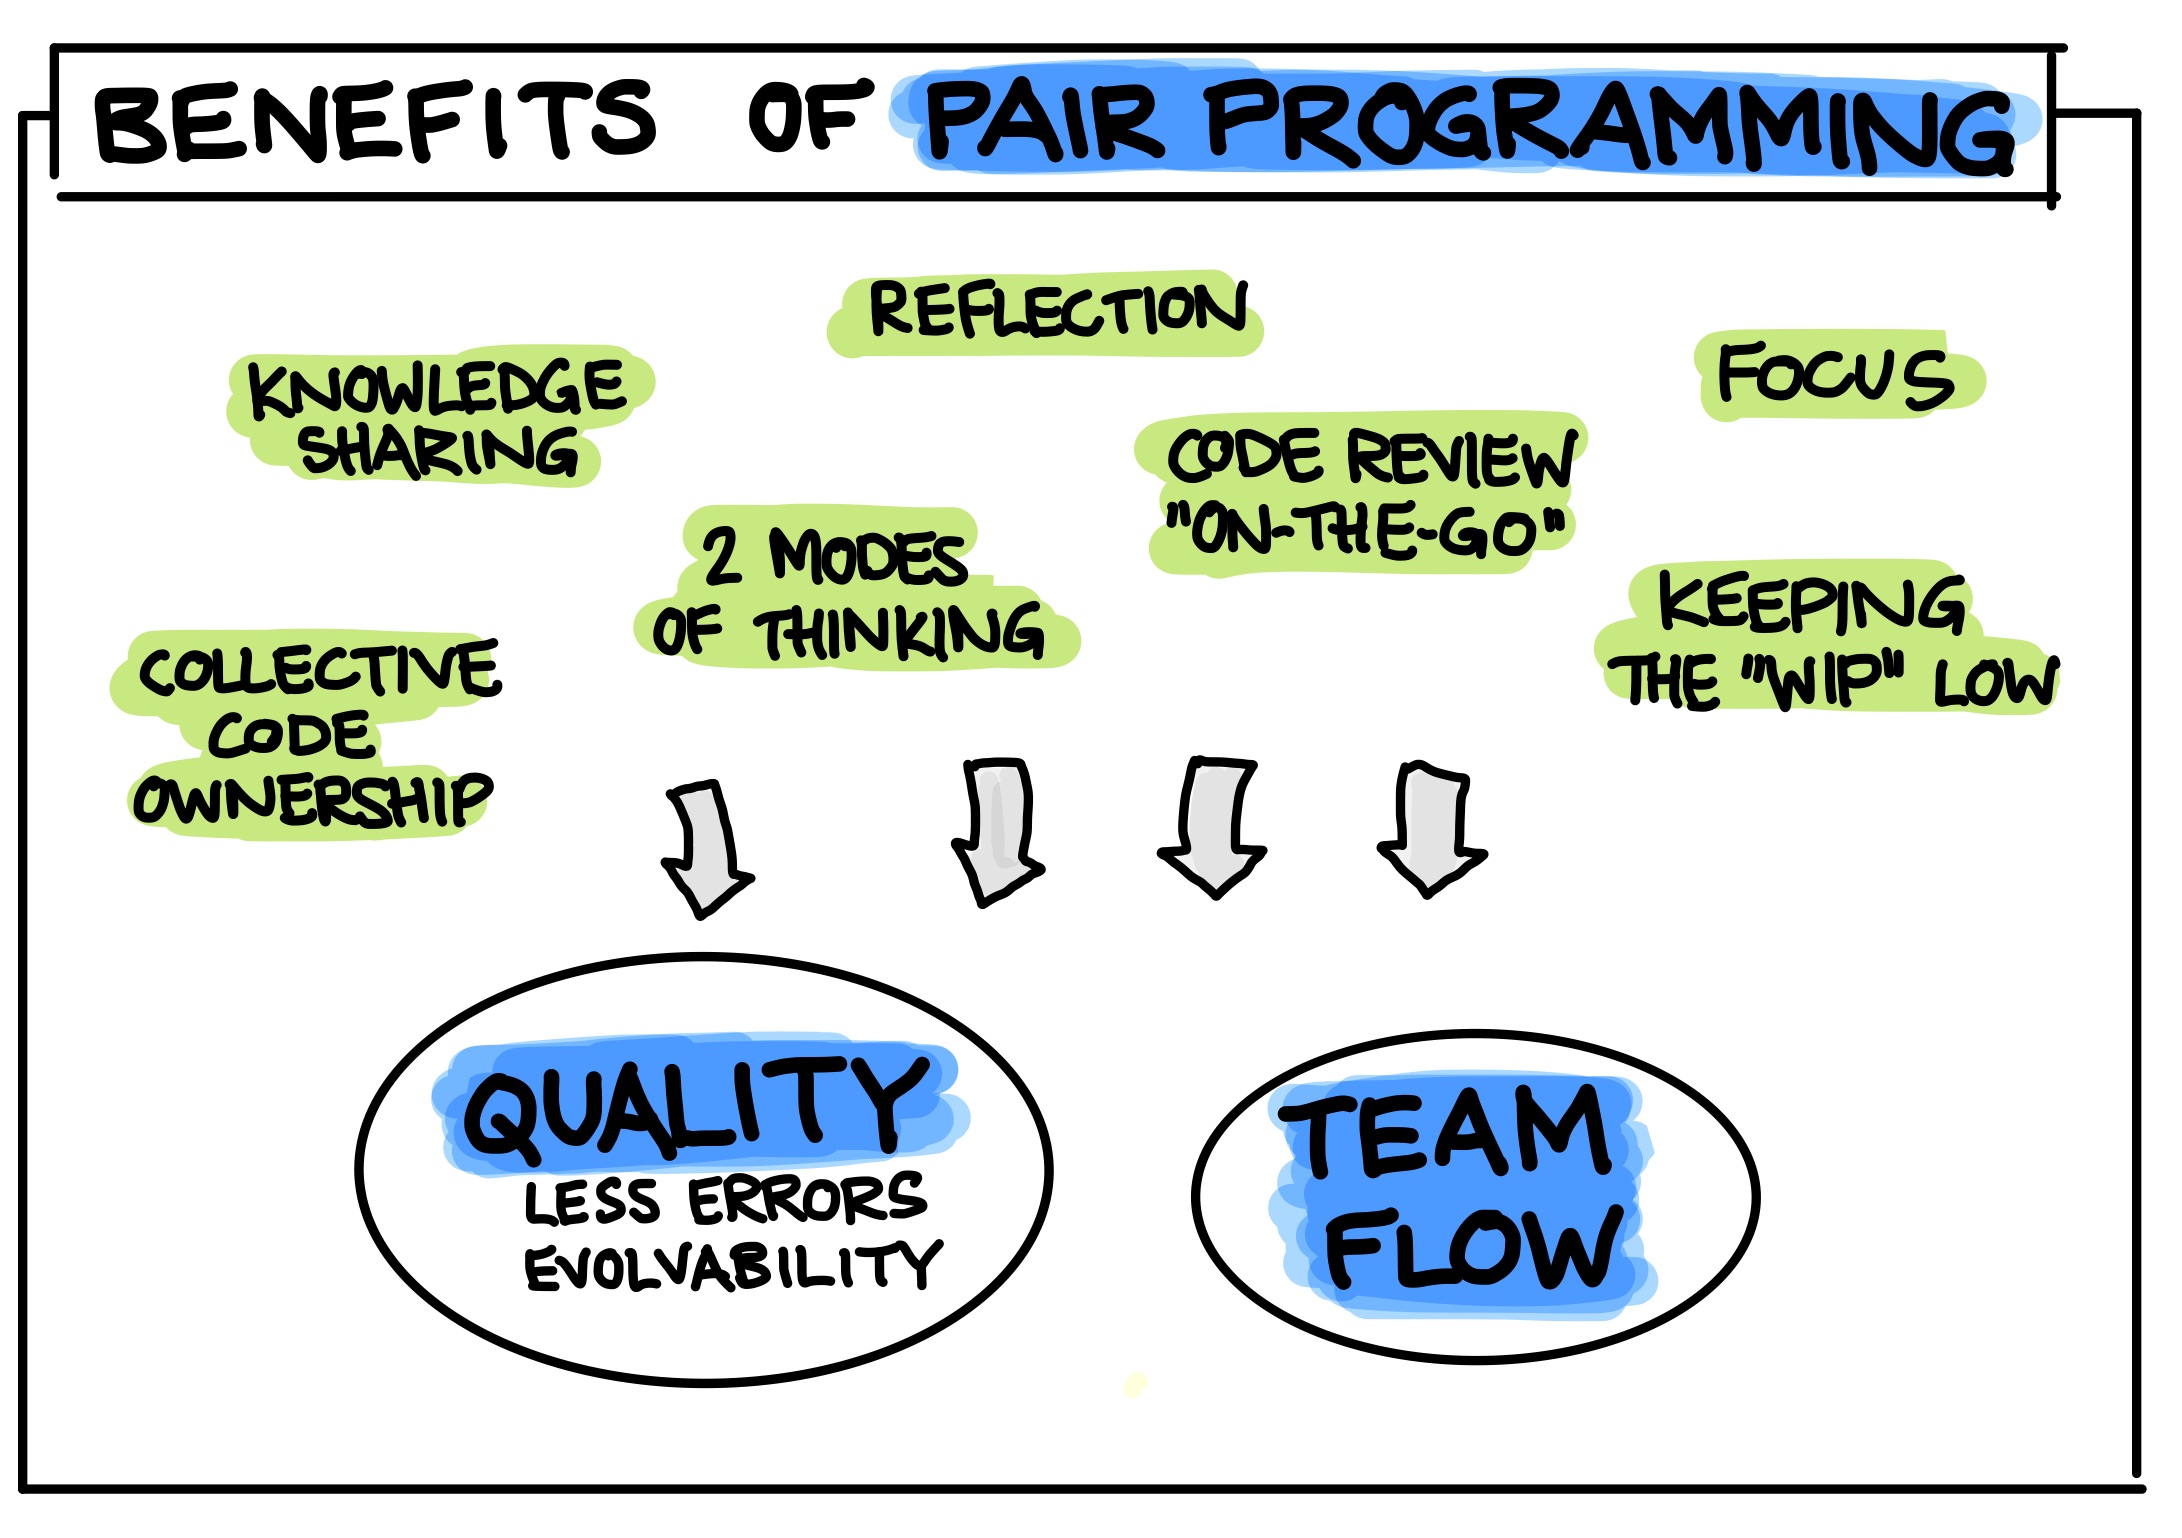 BENEFITS OF PAIR PROGRAMMING
REFLECTION
FOCUS
KNOWLEDGE
SHARING
CODE REVIEW
"ON-THE-GO"
2 MODES
OF THINKING
KEEPING
THE "WIP" LOW
COLLECTIVE
CODE
OWNERSHIP
QUALITY
LESS ERRORS
EVOLVABILITY
TEAM
FLOW